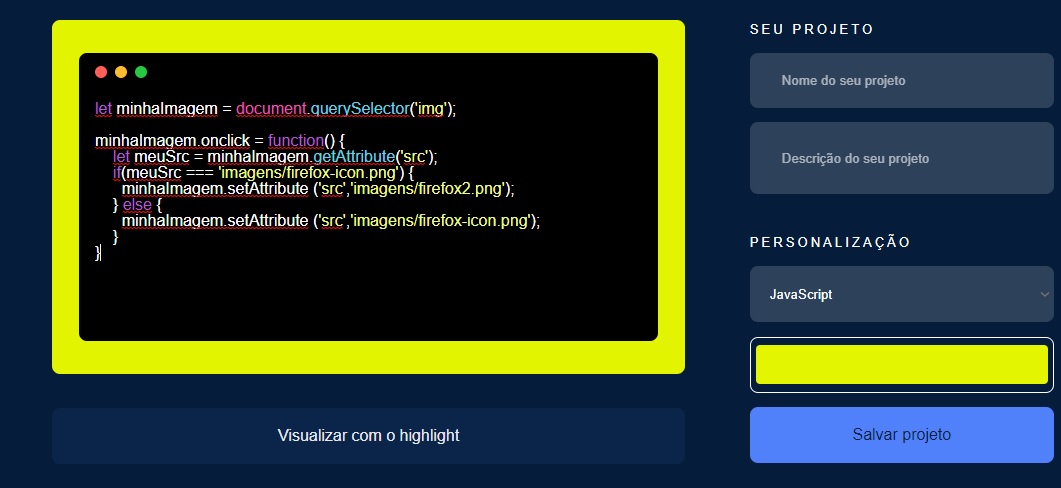 let minhaImagem = document.querySelector('img');
minhaImagem.onclick = function() {
let meuSrc = minhaImagem.getAttribute('src');
if(meuSrc === 'imagens/firefox-icon.png') {
minhaImagem.setAttribute ('src','imagens/firefox2.png');
} else {
minhaImagem.setAttribute ('src','imagens/firefox-icon.png');
}
}
Visualizar com o highlight
SEU PROJETO
Nome do seu projeto
Descrição do seu projeto
PERSONALIZAÇÃO
JavaScript
Salvar projeto